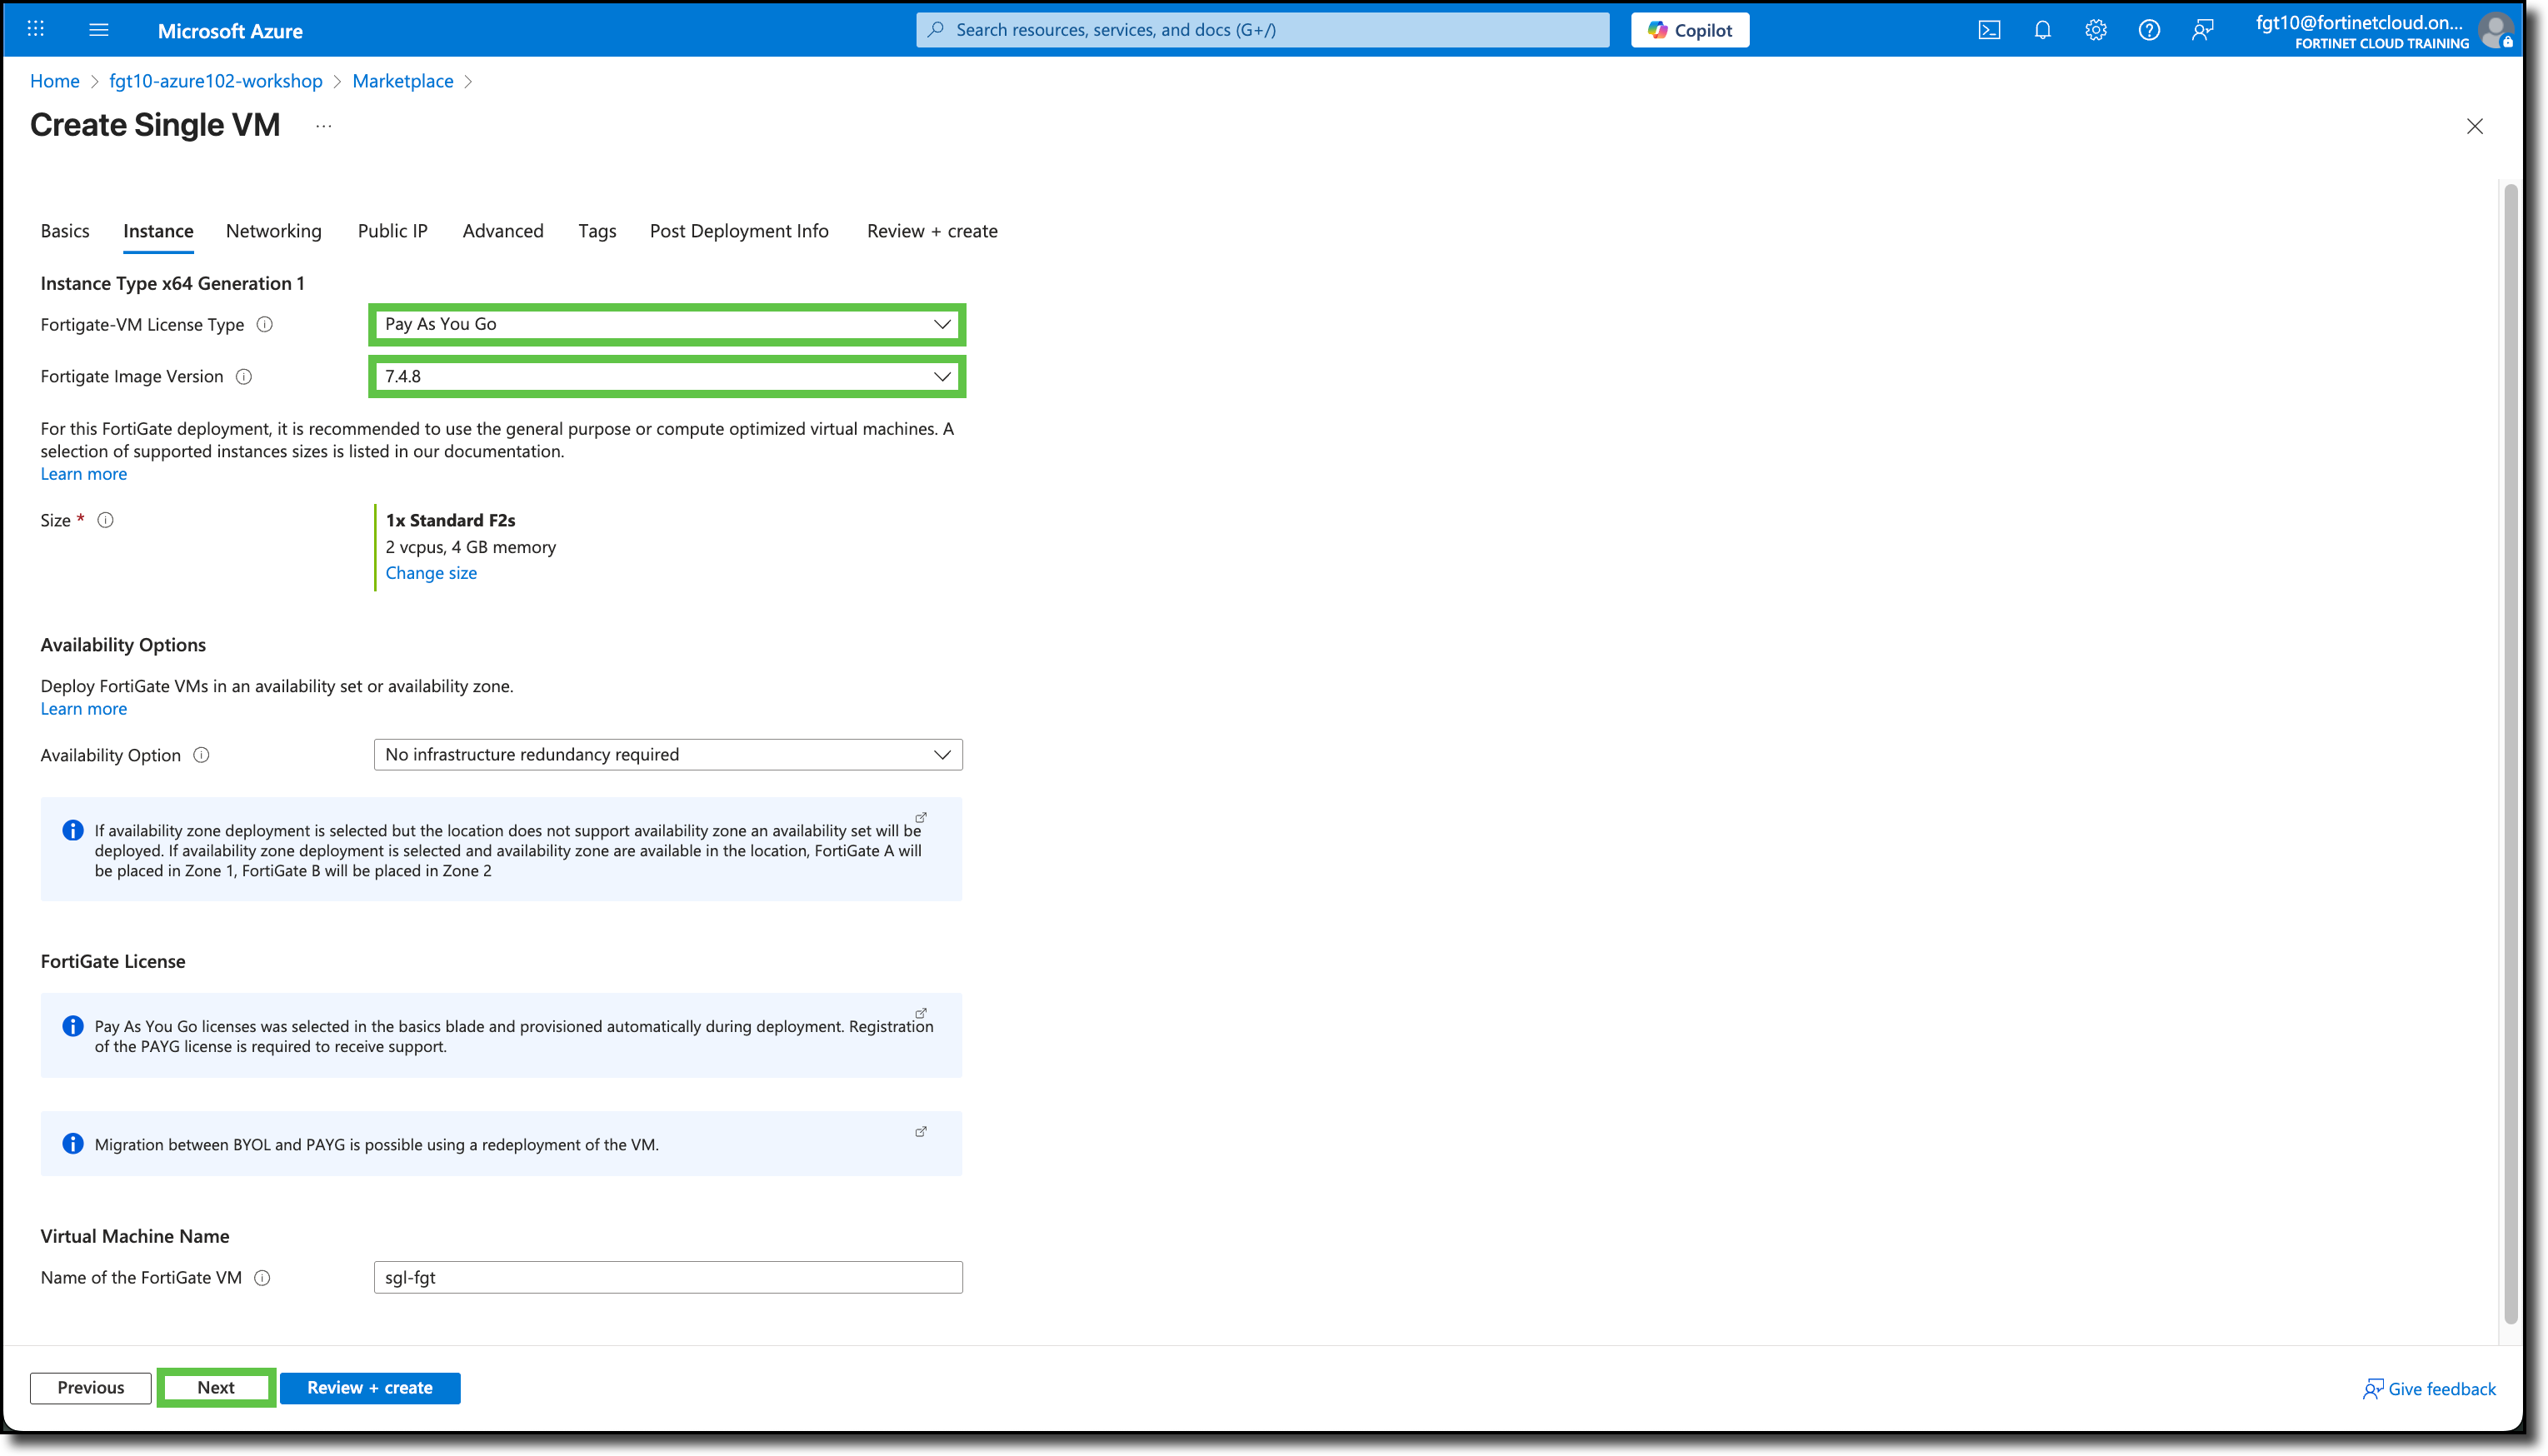 Microsoft Azure
Search resources, services, and docs (G+/)
Copilot
fgt10@fortinetcloud.on...
FORTINET CLOUD TRAINING
Home > fgt10-azure102-workshop > Marketplace >
Create Single VM ...
Basics Instance Networking Public IP Advanced Tags Post Deployment Info Review + create
Instance Type x64 Generation 1
Fortigate-VM License Type Pay As You Go
Fortigate Image Version 7.4.8
For this FortiGate deployment, it is recommended to use the general purpose or compute optimized virtual machines. A
selection of supported instances sizes is listed in our documentation.
Learn more
Size * 1x Standard F2s
2 vcpus, 4 GB memory
Change size
Availability Options
Deploy FortiGate VMs in an availability set or availability zone.
Learn more
Availability Option No infrastructure redundancy required
If availability zone deployment is selected but the location does not support availability zone an availability set will be
deployed. If availability zone deployment is selected and availability zone are available in the location, FortiGate A will
be placed in Zone 1, FortiGate B will be placed in Zone 2
FortiGate License
Pay As You Go licenses was selected in the basics blade and provisioned automatically during deployment. Registration
of the PAYG license is required to receive support.
Migration between BYOL and PAYG is possible using a redeployment of the VM.
Virtual Machine Name
Name of the FortiGate VM sgl-fgt
Previous Next Review + create
Give feedback